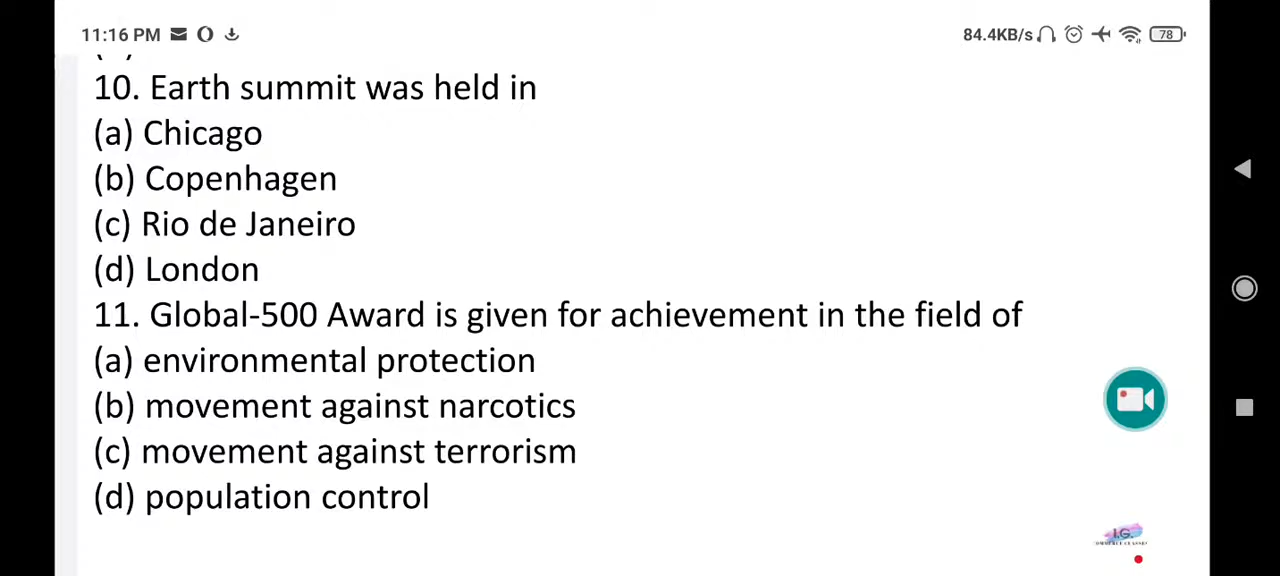 11:16 PM
84.4KB/s
78
10. Earth summit was held in
(a) Chicago
(b) Copenhagen
(c) Rio de Janeiro
(d) London
11. Global-500 Award is given for achievement in the field of
(a) environmental protection
(b) movement against narcotics
(c) movement against terrorism
(d) population control
I.G.